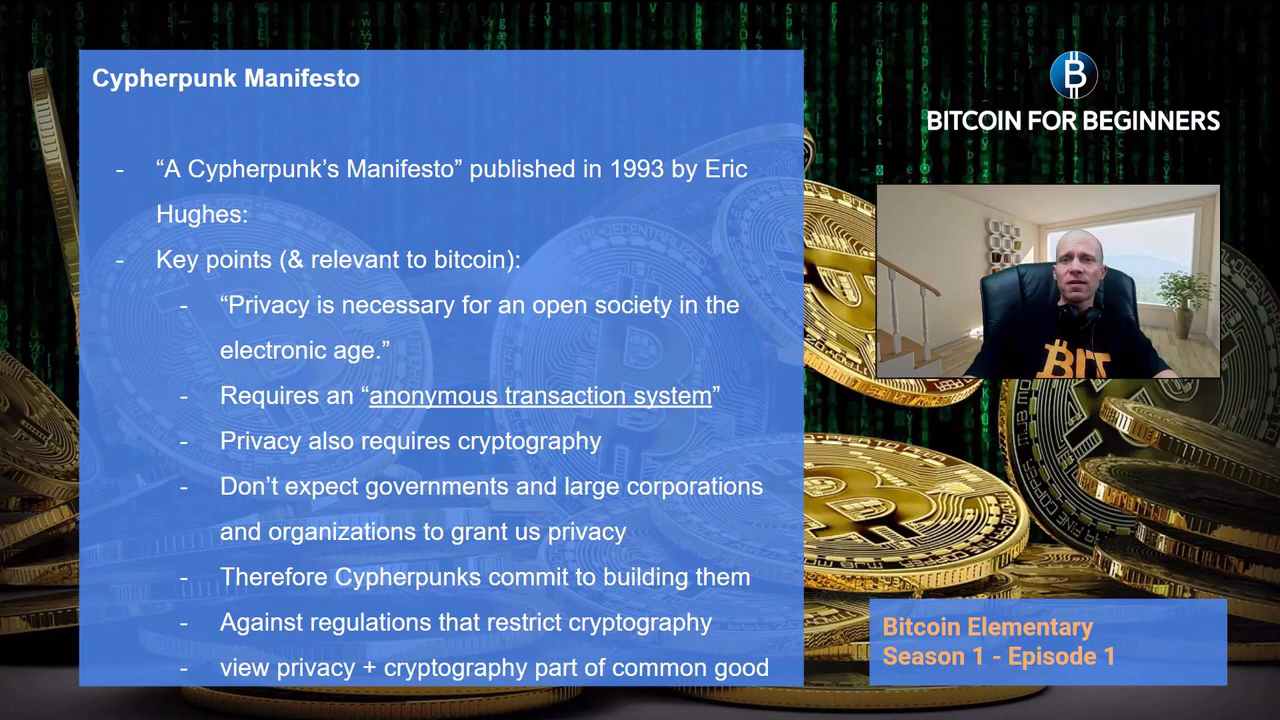 Cypherpunk Manifesto
- “A Cypherpunk’s Manifesto” published in 1993 by Eric
Hughes:
- Key points (& relevant to bitcoin):
- “Privacy is necessary for an open society in the
electronic age.”
- Requires an “anonymous transaction system”
- Privacy also requires cryptography
- Don’t expect governments and large corporations
and organizations to grant us privacy
- Therefore Cypherpunks commit to building them
- Against regulations that restrict cryptography
- view privacy + cryptography part of common good
BITCOIN FOR BEGINNERS
BIT
Bitcoin Elementary
Season 1 - Episode 1